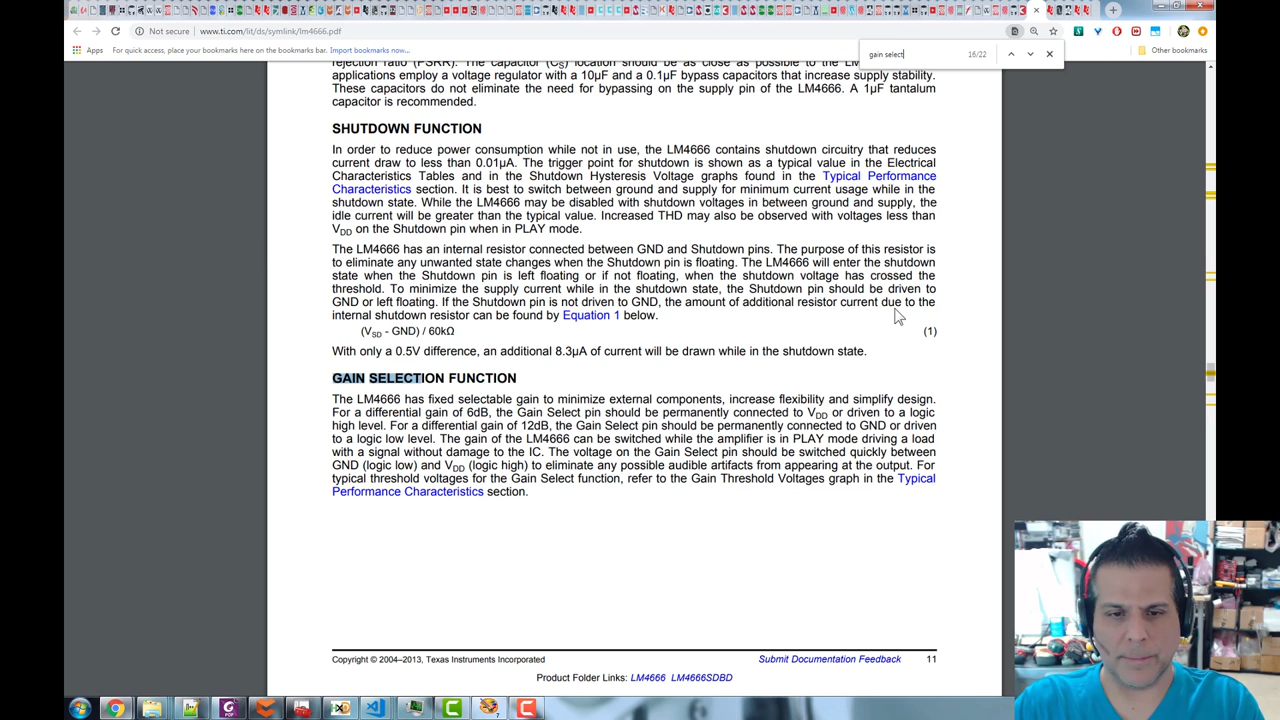 Not secure | www.ti.com/lit/ds/symlink/lm4666.pdf
Apps For quick access, place your bookmarks here on the bookmarks bar. Import bookmarks now...
gain select 16/22
Other bookmarks
rejection ratio (PSRR). The capacitor (CS) location should be as close as possible to the LM
applications employ a voltage regulator with a 10µF and a 0.1µF bypass capacitors that increase supply stability.
These capacitors do not eliminate the need for bypassing on the supply pin of the LM4666. A 1µF tantalum
capacitor is recommended.
SHUTDOWN FUNCTION
In order to reduce power consumption while not in use, the LM4666 contains shutdown circuitry that reduces
current draw to less than 0.01µA. The trigger point for shutdown is shown as a typical value in the Electrical
Characteristics Tables and in the Shutdown Hysteresis Voltage graphs found in the Typical Performance
Characteristics section. It is best to switch between ground and supply for minimum current usage while in the
shutdown state. While the LM4666 may be disabled with shutdown voltages in between ground and supply, the
idle current will be greater than the typical value. Increased THD may also be observed with voltages less than
VDD on the Shutdown pin when in PLAY mode.
The LM4666 has an internal resistor connected between GND and Shutdown pins. The purpose of this resistor is
to eliminate any unwanted state changes when the Shutdown pin is floating. The LM4666 will enter the shutdown
state when the Shutdown pin is left floating or if not floating, when the shutdown voltage has crossed the
threshold. To minimize the supply current while in the shutdown state, the Shutdown pin should be driven to
GND or left floating. If the Shutdown pin is not driven to GND, the amount of additional resistor current due to the
internal shutdown resistor can be found by Equation 1 below.
(VSD - GND) / 60kΩ (1)
With only a 0.5V difference, an additional 8.3µA of current will be drawn while in the shutdown state.
GAIN SELECTION FUNCTION
The LM4666 has fixed selectable gain to minimize external components, increase flexibility and simplify design.
For a differential gain of 6dB, the Gain Select pin should be permanently connected to VDD or driven to a logic
high level. For a differential gain of 12dB, the Gain Select pin should be permanently connected to GND or driven
to a logic low level. The gain of the LM4666 can be switched while the amplifier is in PLAY mode driving a load
with a signal without damage to the IC. The voltage on the Gain Select pin should be switched quickly between
GND (logic low) and VDD (logic high) to eliminate any possible audible artifacts from appearing at the output. For
typical threshold voltages for the Gain Select function, refer to the Gain Threshold Voltages graph in the Typical
Performance Characteristics section.
Copyright © 2004–2013, Texas Instruments Incorporated Submit Documentation Feedback 11
Product Folder Links: LM4666 LM4666SDBD